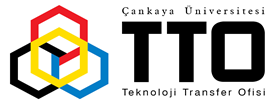 Çankaya Üniversitesi
TTO
Teknoloji Transfer Ofisi